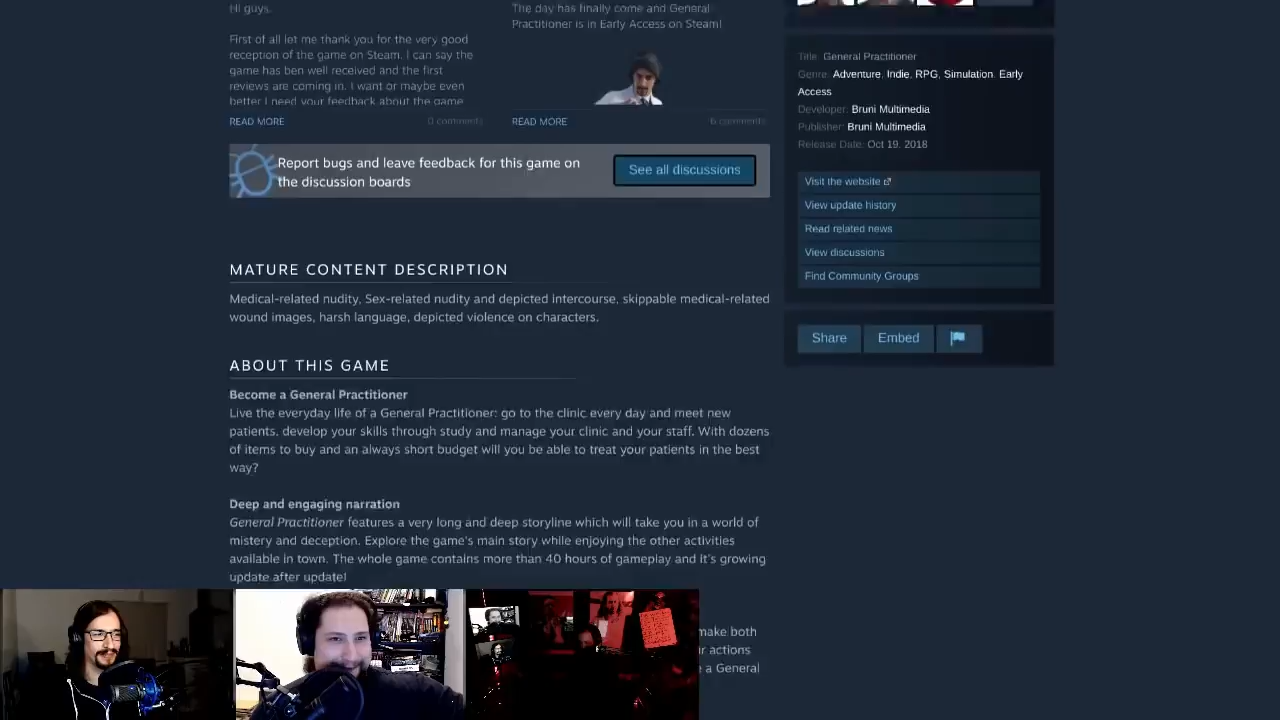 Hi guys,
First of all let me thank you for the very good
reception of the game on Steam. I can say the
game has ben well received and the first
reviews are coming in. I want or maybe even
better I need your feedback about the game
READ MORE
0 comments
The day has finally come and General
Practitioner is in Early Access on Steam!
READ MORE
6 comments
Report bugs and leave feedback for this game on
the discussion boards
See all discussions
MATURE CONTENT DESCRIPTION
Medical-related nudity, Sex-related nudity and depicted intercourse, skippable medical-related
wound images, harsh language, depicted violence on characters.
ABOUT THIS GAME
Become a General Practitioner
Live the everyday life of a General Practitioner: go to the clinic every day and meet new
patients, develop your skills through study and manage your clinic and your staff. With dozens
of items to buy and an always short budget will you be able to treat your patients in the best
way?
Deep and engaging narration
General Practitioner features a very long and deep storyline which will take you in a world of
mistery and deception. Explore the game's main story while enjoying the other activities
available in town. The whole game contains more than 40 hours of gameplay and it's growing
update after update!
make both
actions
a General
Title: General Practitioner
Genre: Adventure, Indie, RPG, Simulation, Early
Access
Developer: Bruni Multimedia
Publisher: Bruni Multimedia
Release Date: Oct 19, 2018
Visit the website
View update history
Read related news
View discussions
Find Community Groups
Share
Embed